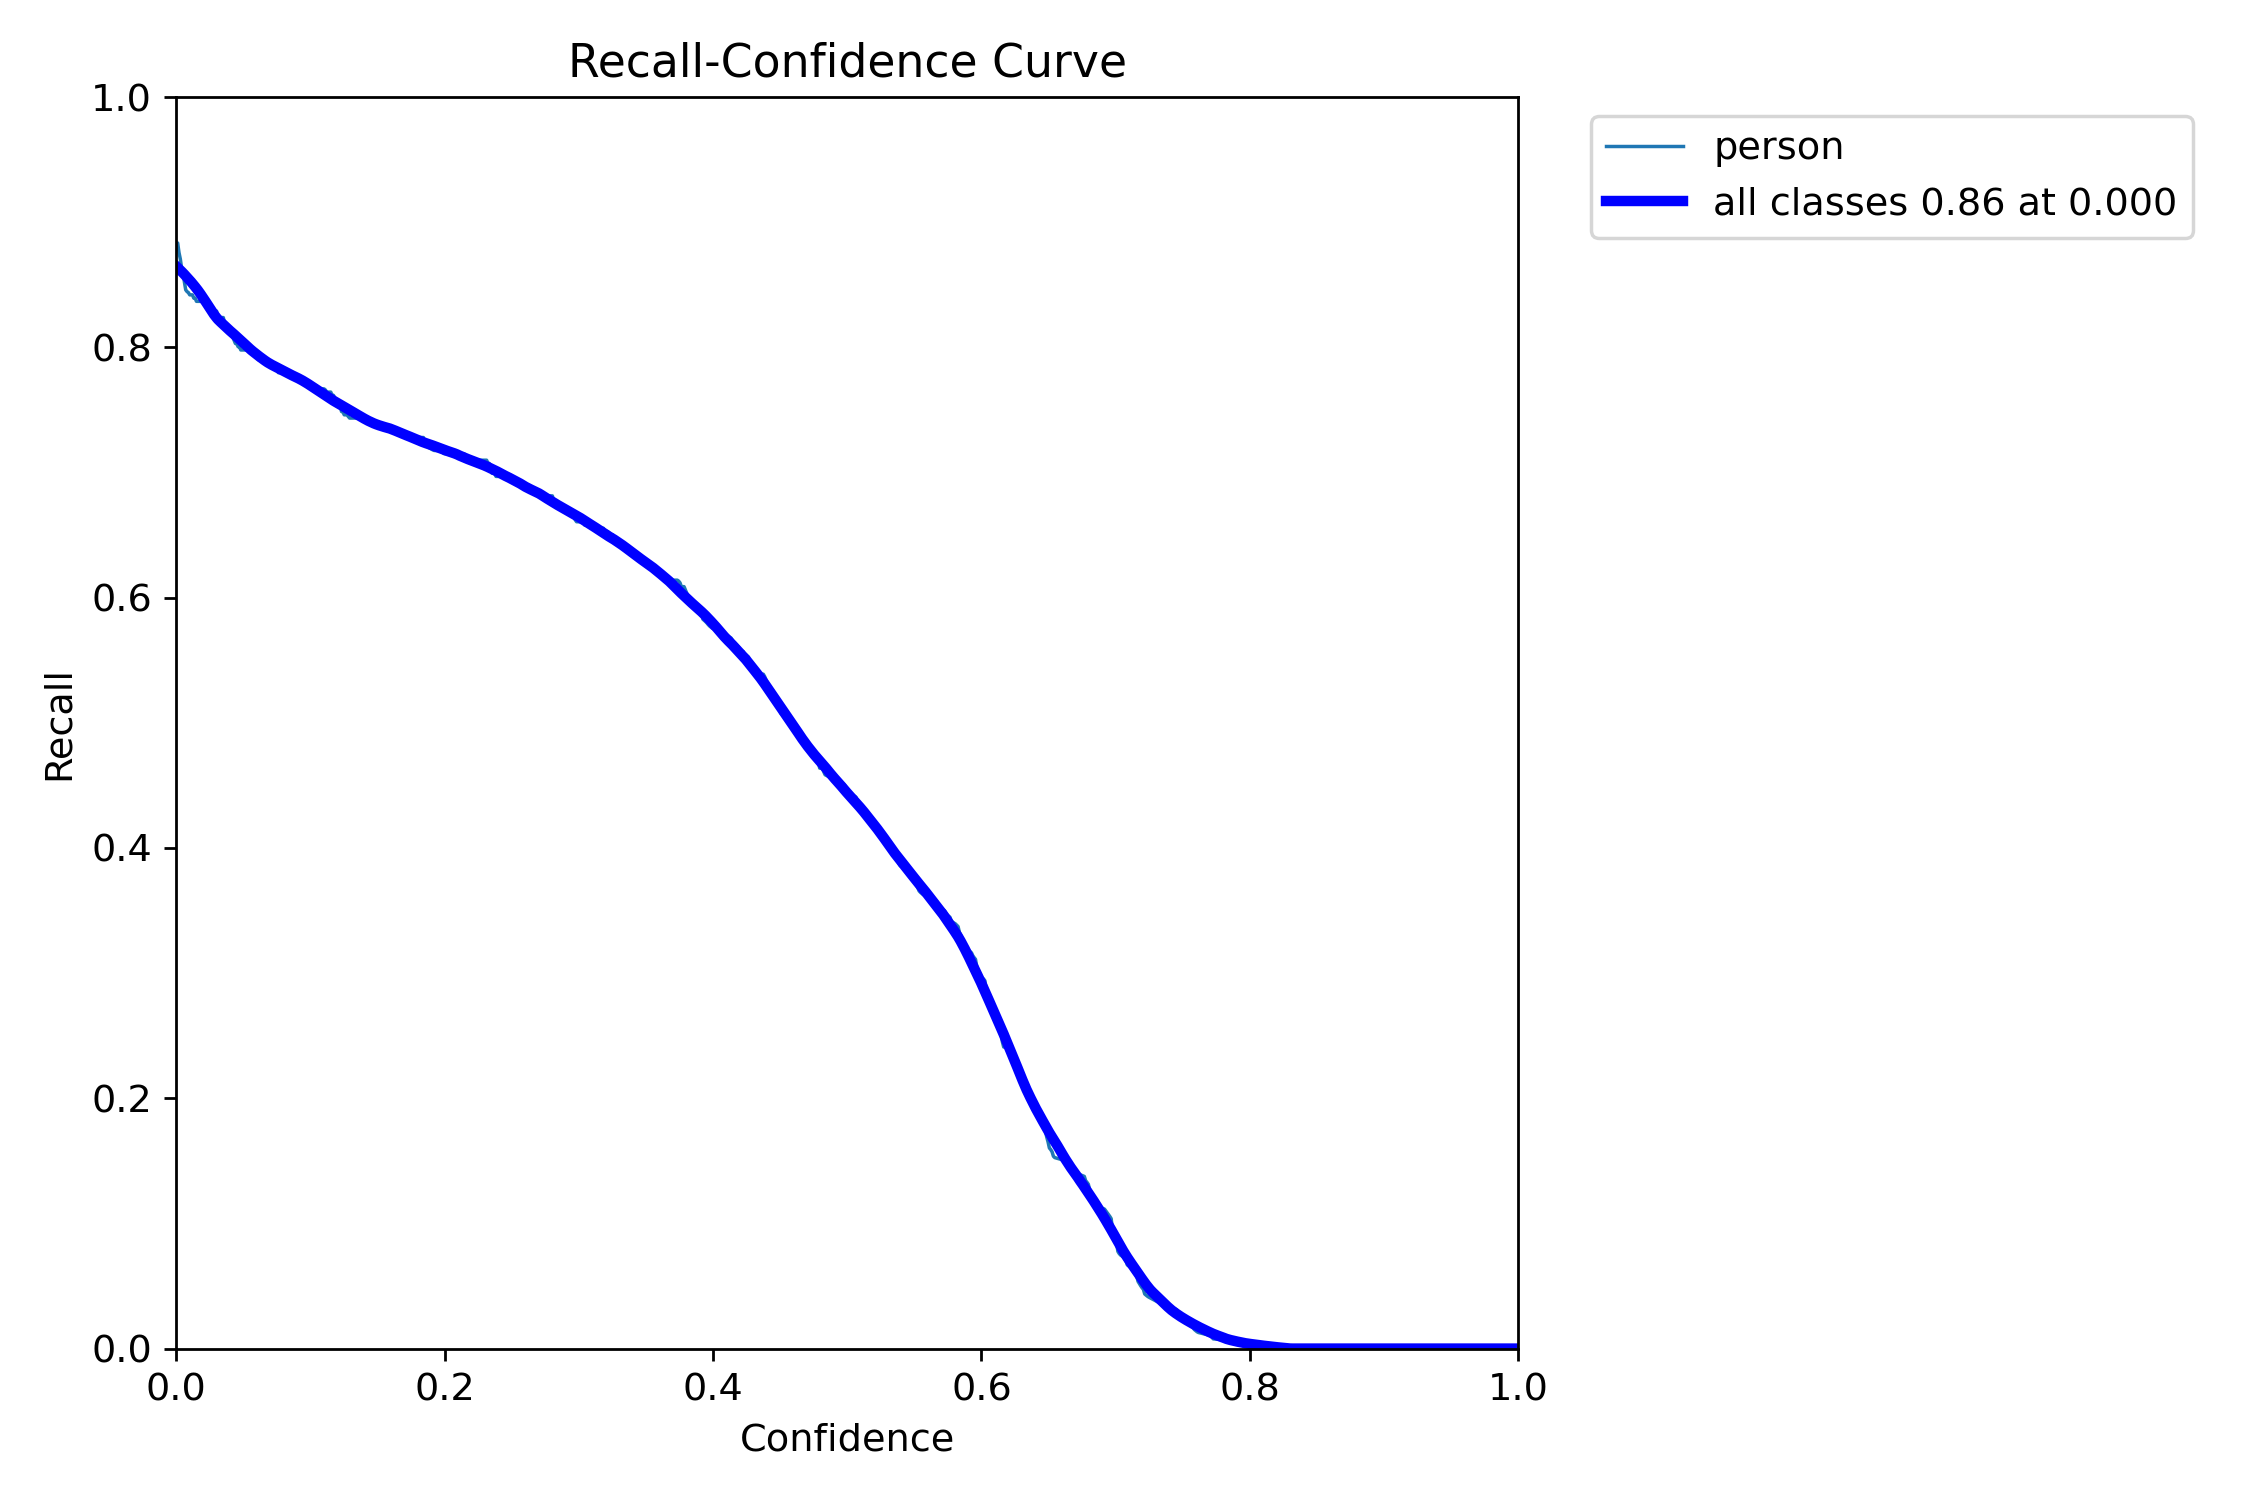 Recall-Confidence Curve
1.0
0.8
0.6
0.4
0.2
0.0
Recall
0.0 0.2 0.4 0.6 0.8 1.0
Confidence
person
all classes 0.86 at 0.000